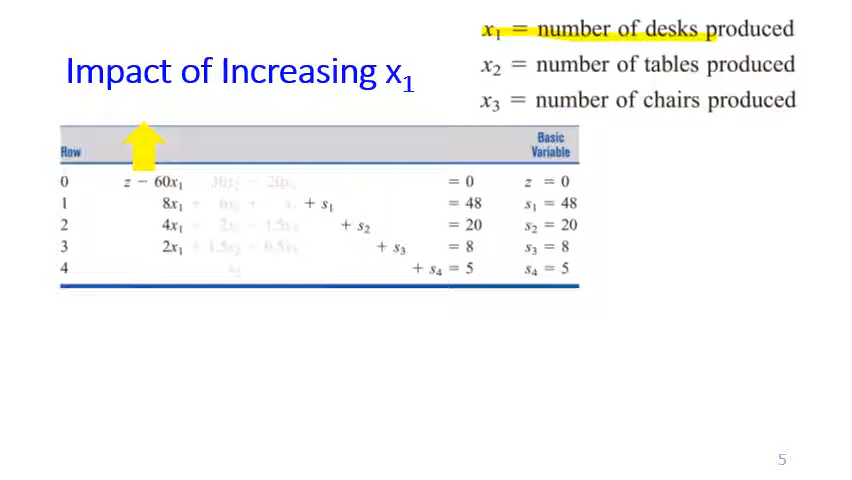 x₁ = number of desks produced
Impact of Increasing x₁
x₂ = number of tables produced
x₃ = number of chairs produced
Row Basic Variable
0 z − 60x₁ = 0 z = 0
1 8x₁ + s₁ = 48 s₁ = 48
2 4x₁ + s₂ = 20 s₂ = 20
3 2x₁ + s₃ = 8 s₃ = 8
4 + s₄ = 5 s₄ = 5
5